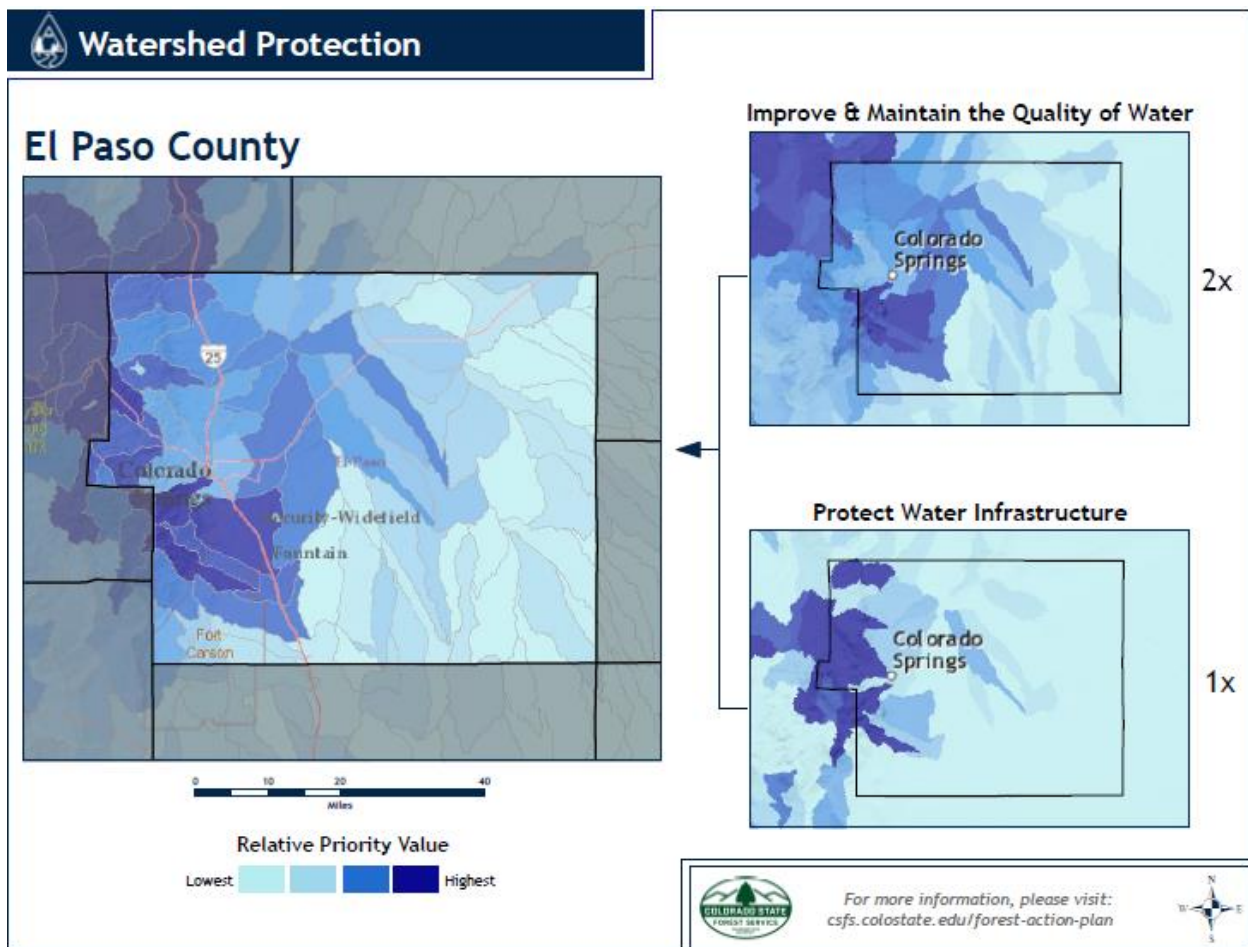 Watershed Protection
El Paso County
Improve & Maintain the Quality of Water
Colorado
Springs
2x
25
Colorado
El Paso
Security-Widefield
Fountain
Fort
Carson
Protect Water Infrastructure
Colorado
Springs
1x
0 10 20 40
Miles
Relative Priority Value
Lowest Highest
COLORADO STATE
FOREST SERVICE
For more information, please visit:
csfs.colostate.edu/forest-action-plan
N
W E
S